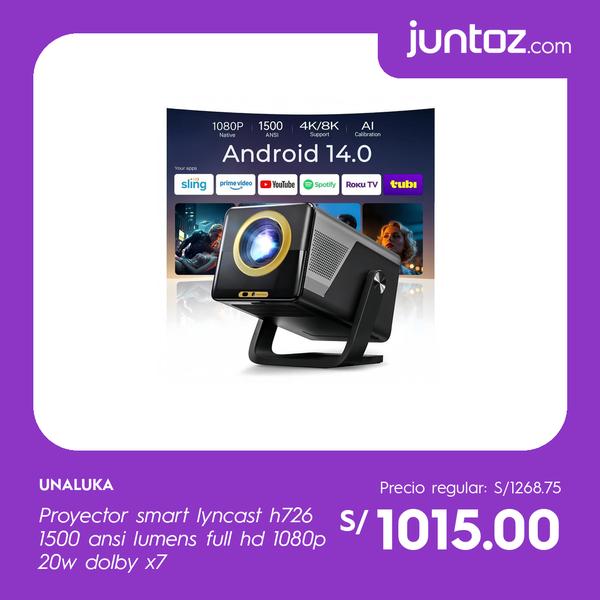 juntoz.com
1080P 1500 4K/8K AI
Native ANSI Support Calibration
Android 14.0
Your apps
sling prime video YouTube Spotify Roku TV tubi
UNALUKA
Proyector smart lyncast h726
1500 ansi lumens full hd 1080p
20w dolby x7
Precio regular: S/1268.75
S/ 1015.00